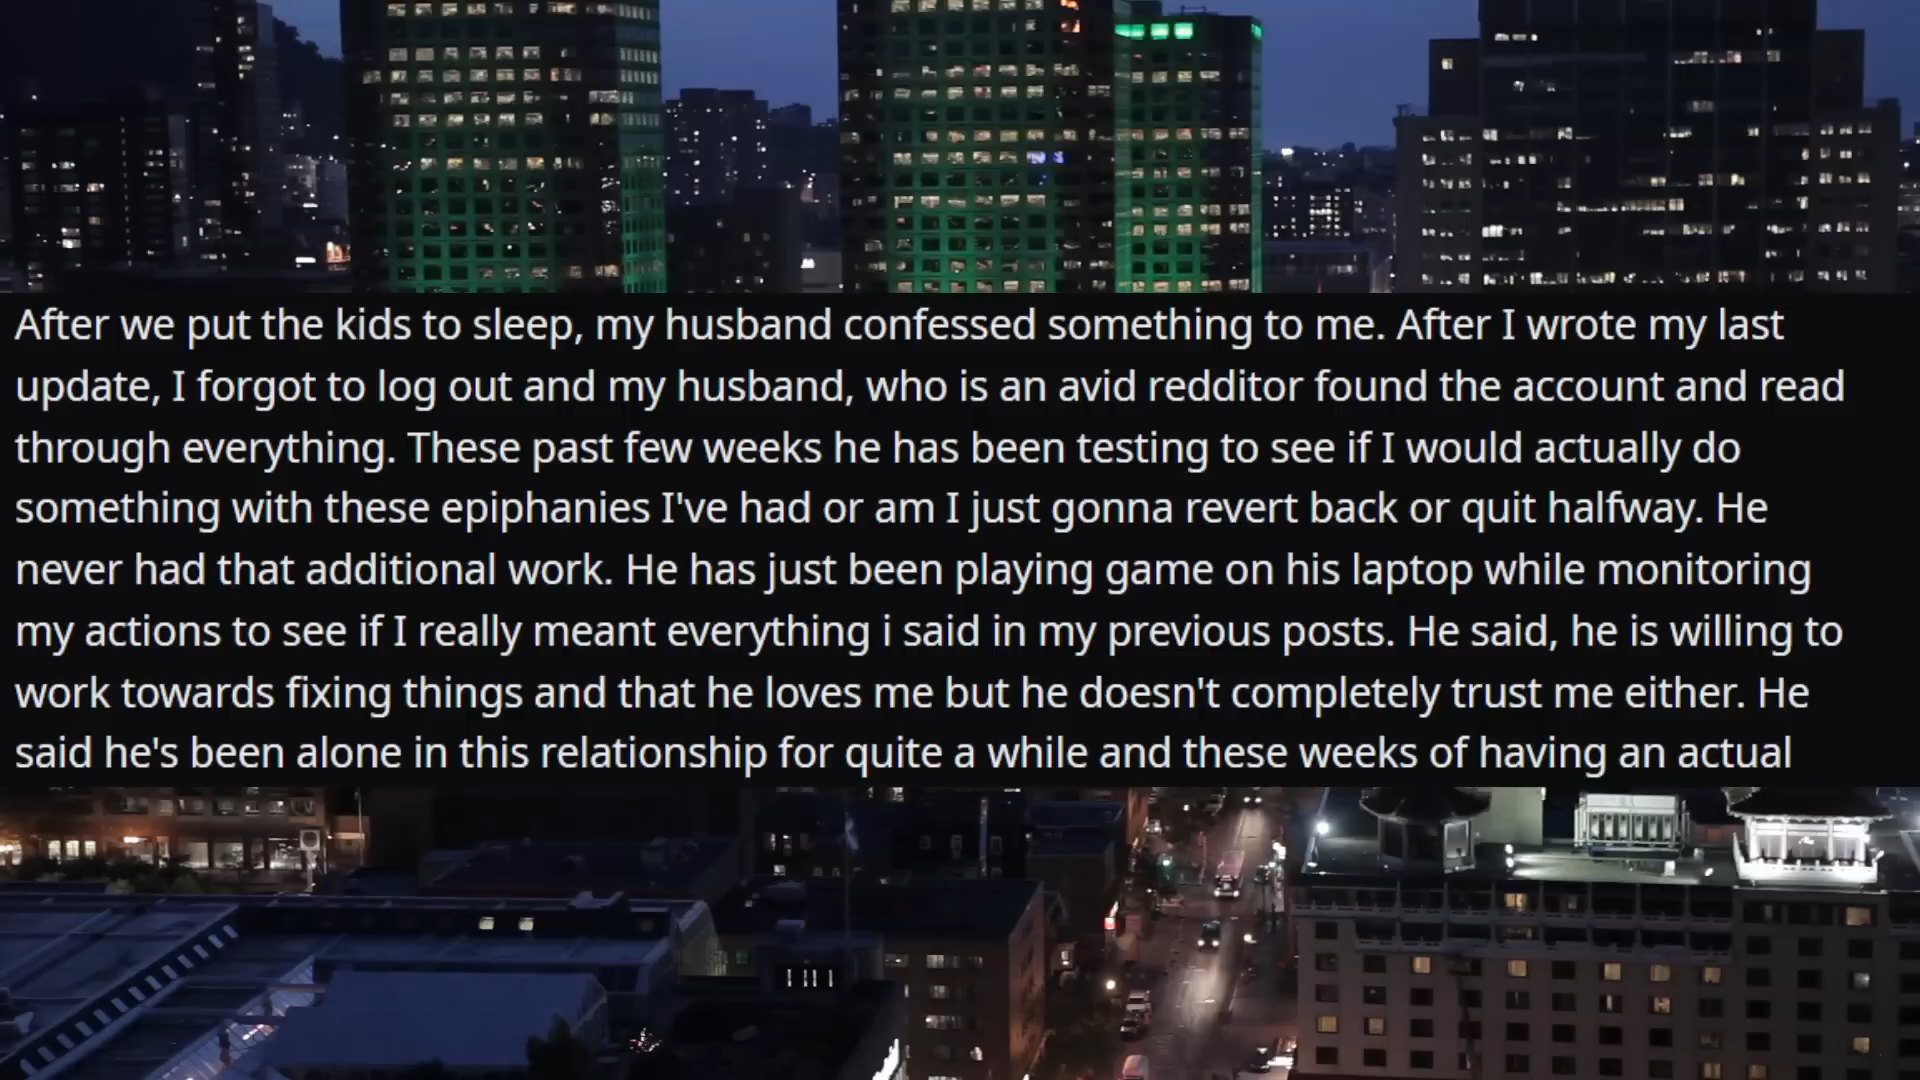 After we put the kids to sleep, my husband confessed something to me. After I wrote my last
update, I forgot to log out and my husband, who is an avid redditor found the account and read
through everything. These past few weeks he has been testing to see if I would actually do
something with these epiphanies I've had or am I just gonna revert back or quit halfway. He
never had that additional work. He has just been playing game on his laptop while monitoring
my actions to see if I really meant everything i said in my previous posts. He said, he is willing to
work towards fixing things and that he loves me but he doesn't completely trust me either. He
said he's been alone in this relationship for quite a while and these weeks of having an actual